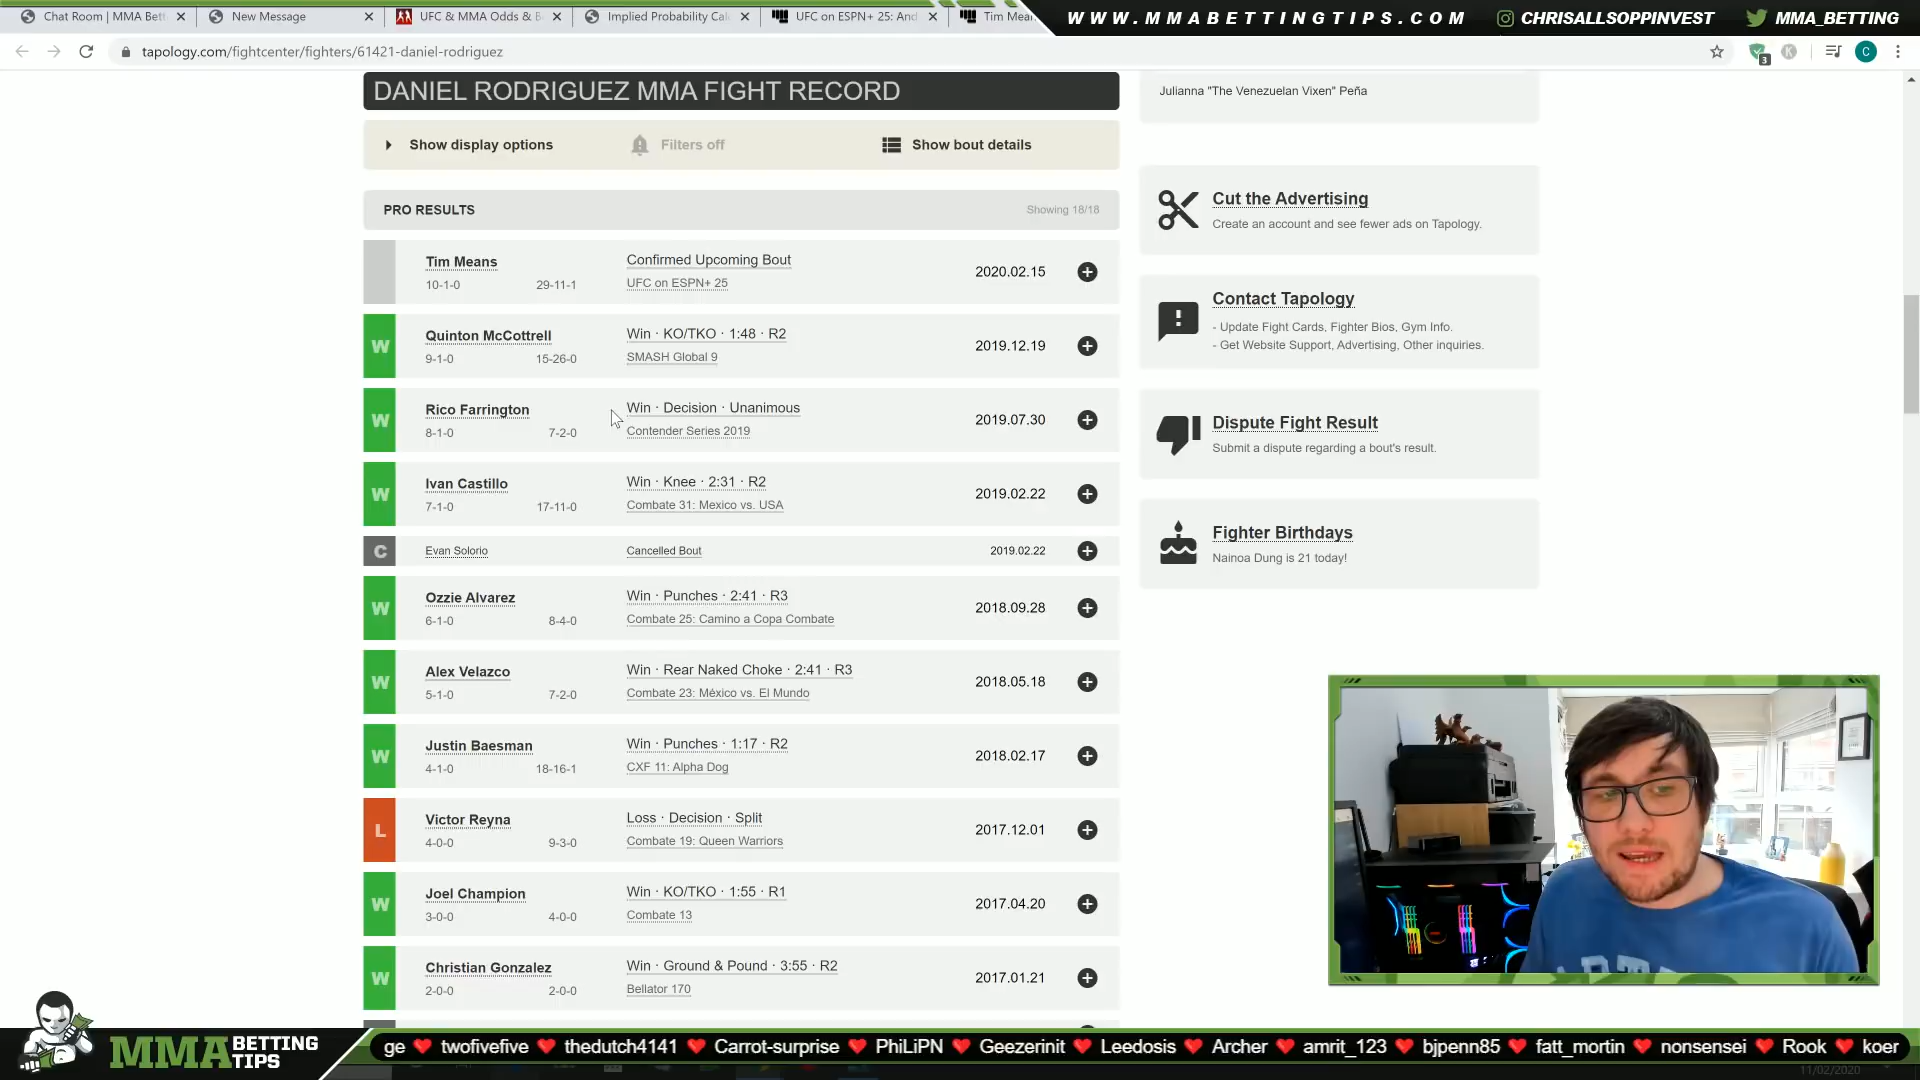 Chat Room | MMA Bett
New Message
UFC & MMA Odds & B
Implied Probability Cal
UFC on ESPN+ 25: And
Tim Mean
WWW.MMABETTINGTIPS.COM
CHRISALLSOPPINVEST
MMA_BETTING
tapology.com/fightcenter/fighters/61421-daniel-rodriguez
3
K
C
DANIEL RODRIGUEZ MMA FIGHT RECORD
Show display options
Filters off
Show bout details
PRO RESULTS
Showing 18/18
Tim Means
Confirmed Upcoming Bout
2020.02.15
10-1-0
29-11-1
UFC on ESPN+ 25
W
Quinton McCottrell
Win · KO/TKO · 1:48 · R2
2019.12.19
9-1-0
15-26-0
SMASH Global 9
W
Rico Farrington
Win · Decision · Unanimous
2019.07.30
8-1-0
7-2-0
Contender Series 2019
W
Ivan Castillo
Win · Knee · 2:31 · R2
2019.02.22
7-1-0
17-11-0
Combate 31: Mexico vs. USA
C
Evan Solorio
Cancelled Bout
2019.02.22
W
Ozzie Alvarez
Win · Punches · 2:41 · R3
2018.09.28
6-1-0
8-4-0
Combate 25: Camino a Copa Combate
W
Alex Velazco
Win · Rear Naked Choke · 2:41 · R3
2018.05.18
5-1-0
7-2-0
Combate 23: México vs. El Mundo
W
Justin Baesman
Win · Punches · 1:17 · R2
2018.02.17
4-1-0
18-16-1
CXF 11: Alpha Dog
L
Victor Reyna
Loss · Decision · Split
2017.12.01
4-0-0
9-3-0
Combate 19: Queen Warriors
W
Joel Champion
Win · KO/TKO · 1:55 · R1
2017.04.20
3-0-0
4-0-0
Combate 13
W
Christian Gonzalez
Win · Ground & Pound · 3:55 · R2
2017.01.21
2-0-0
2-0-0
Bellator 170
Julianna "The Venezuelan Vixen" Peña
Cut the Advertising
Create an account and see fewer ads on Tapology.
Contact Tapology
- Update Fight Cards, Fighter Bios, Gym Info.
- Get Website Support, Advertising, Other inquiries.
Dispute Fight Result
Submit a dispute regarding a bout's result.
Fighter Birthdays
Nainoa Dung is 21 today!
MMA BETTING TIPS
ge ❤ twofivefive ❤ thedutch4141 ❤ Carrot-surprise ❤ PhiLiPN ❤ Geezerinit ❤ Leedosis ❤ Archer ❤ amrit_123 ❤ bjpenn85 ❤ fatt_mortin ❤ nonsensei ❤ Rook ❤ koer
11/02/2020